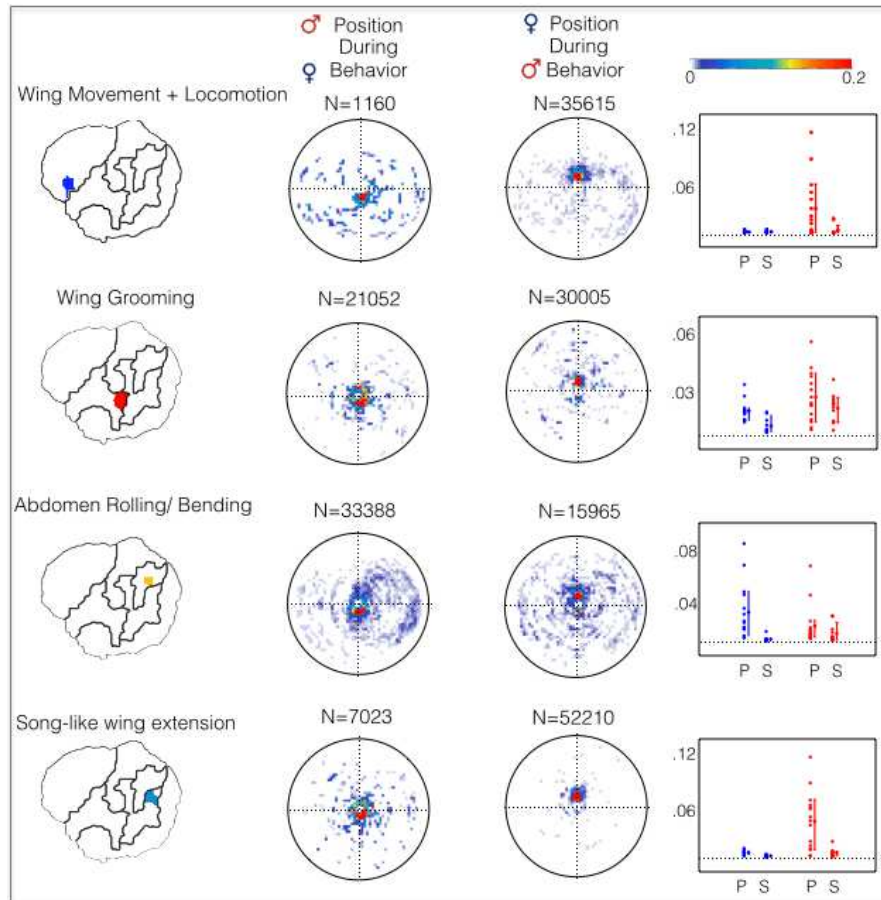 ♂ Position During
♀ Behavior
♀ Position During
♂ Behavior
0 0.2
Wing Movement + Locomotion
N=1160
N=35615
.12
.06
P S P S
Wing Grooming
N=21052
N=30005
.06
.03
P S P S
Abdomen Rolling/ Bending
N=33388
N=15965
.08
.04
P S P S
Song-like wing extension
N=7023
N=52210
.12
.06
P S P S